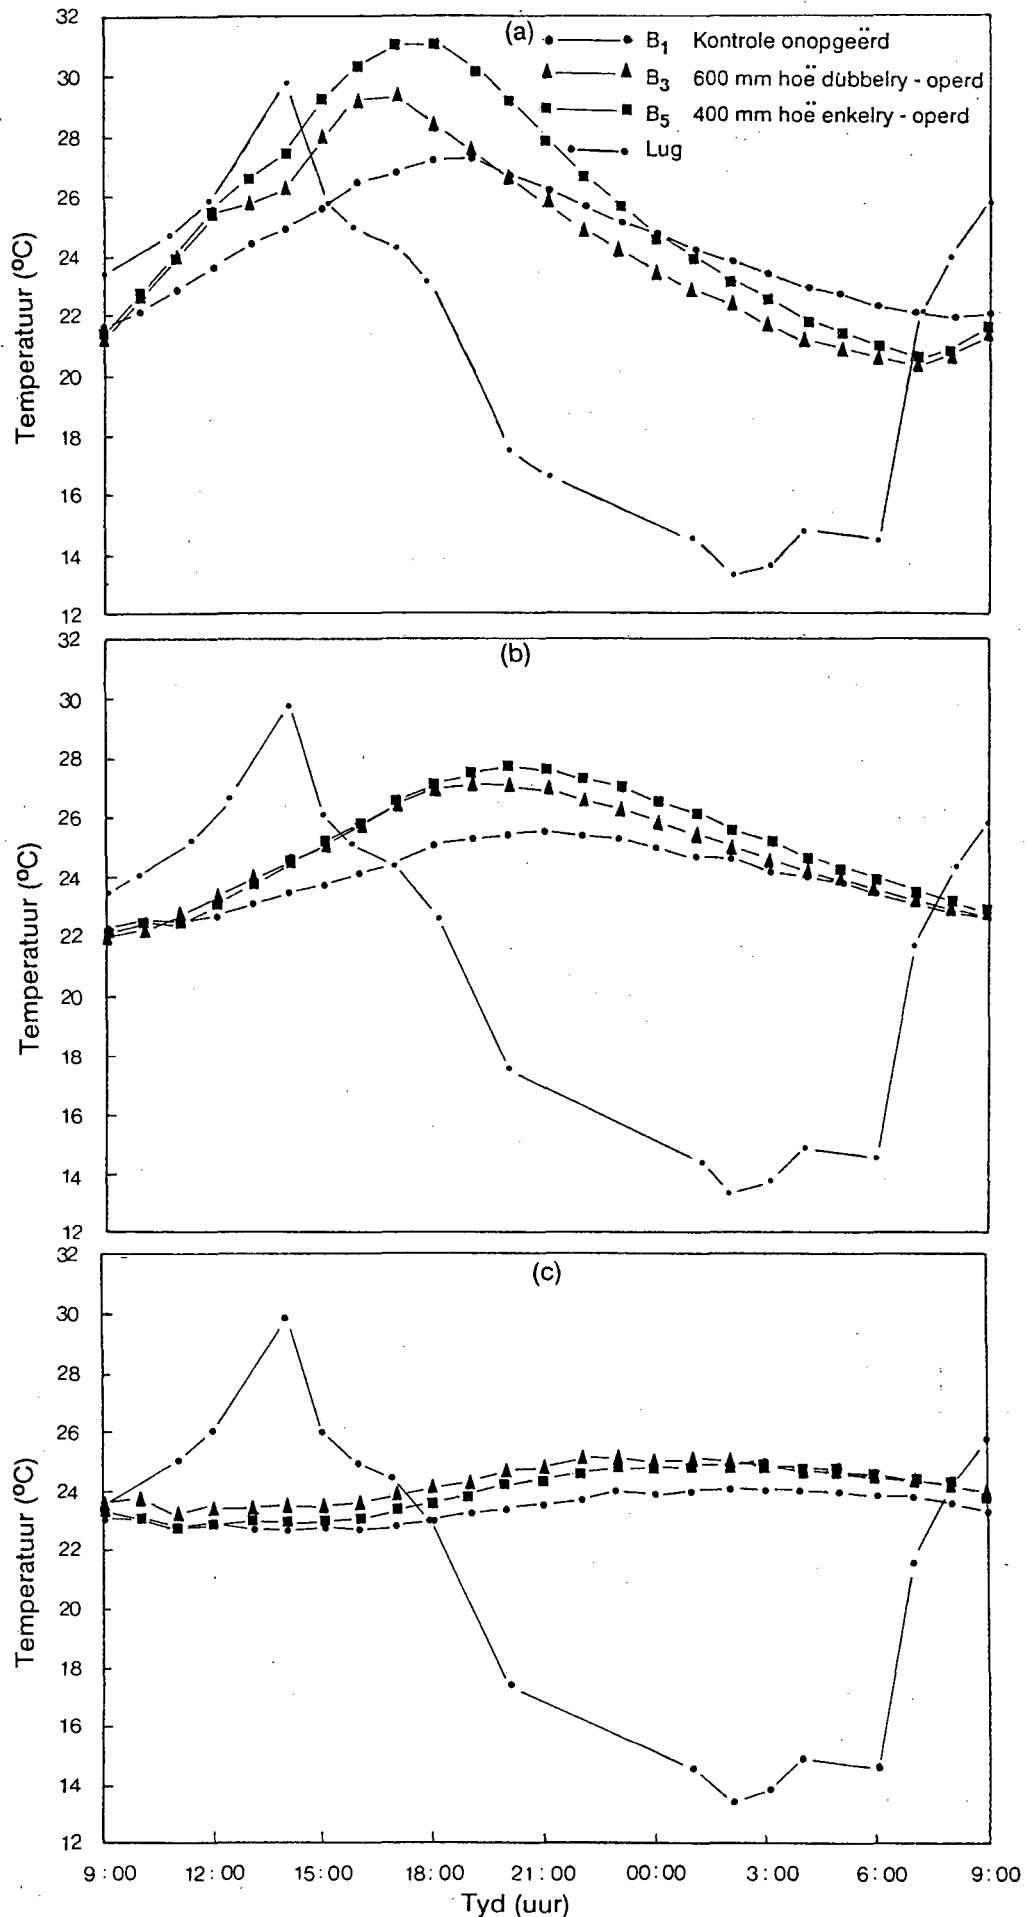 (a)
B1 Kontrole onopgeërd
B3 600 mm hoë dubbelry - operd
B5 400 mm hoë enkelry - operd
Lug
Temperatuur (ºC)
32
30
28
26
24
22
20
18
16
14
12
(b)
Temperatuur (ºC)
32
30
28
26
24
22
20
18
16
14
12
(c)
Temperatuur (ºC)
32
30
28
26
24
22
20
18
16
14
12
9:00 12:00 15:00 18:00 21:00 00:00 3:00 6:00 9:00
Tyd (uur)